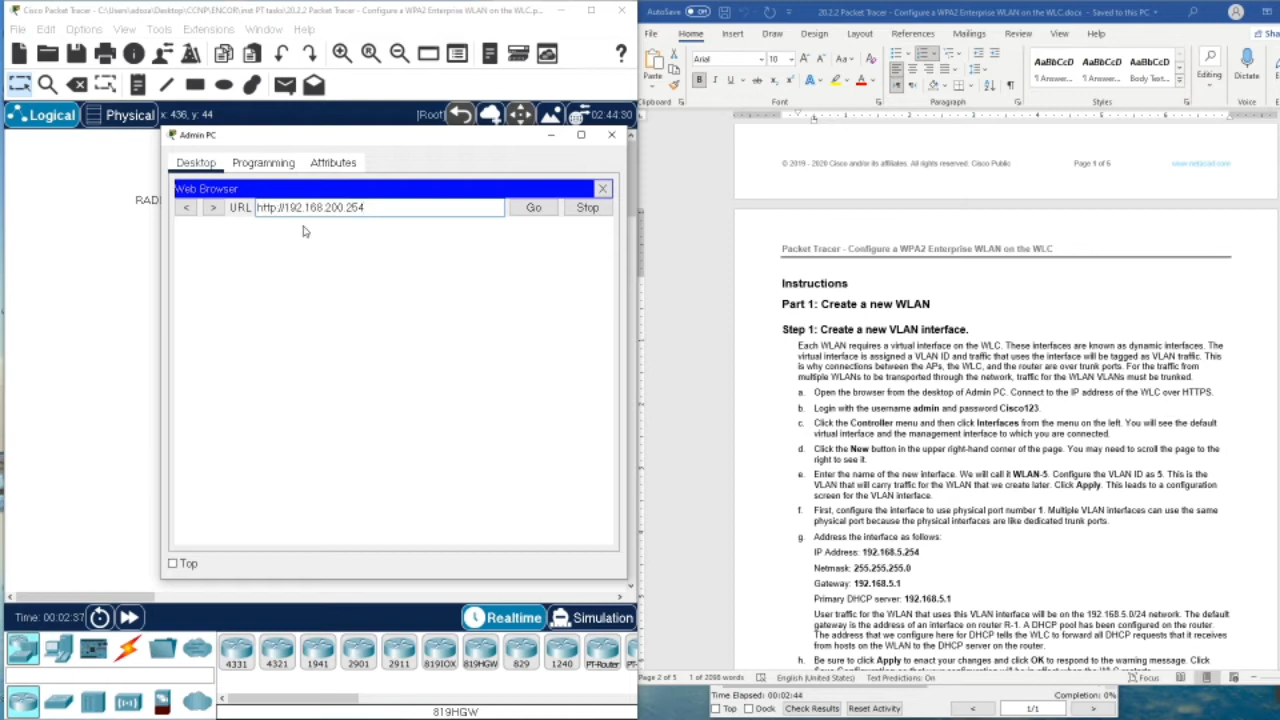 Cisco Packet Tracer - C:\Users\adoza\Desktop\CCNP\ENCOR\inst PT tasks\20.2.2 Packet Tracer - Configure a WPA2 Enterprise WLAN on the WLC.p...
File Edit Options View Tools Extensions Window Help
Logical Physical x: 436, y: 44 [Root] 02:44:30
RAD
Admin PC
Desktop Programming Attributes
Web Browser X
< > URL http://192.168.200.254 Go Stop
Top
Time: 00:02:37 Realtime Simulation
4331 4321 1941 2901 2911 819IOX 819HGW 829 1240 PT-Router PT-
819HGW
AutoSave Off 20.2.2 Packet Tracer - Configure a WPA2 Enterprise WLAN on the WLC.docx - Saved to this PC
File Home Insert Draw Design Layout References Mailings Review View Help Sha
Paste Arial 10 AaBbCcD AaBbCcD AaBbCcD Editing Dictate
1 Answer... 1 Answer... Body Text...
Clipboard Font Paragraph Styles Voice
© 2019 - 2020 Cisco and/or its affiliates. All rights reserved. Cisco Public Page 1 of 5 www.netacad.com
Packet Tracer - Configure a WPA2 Enterprise WLAN on the WLC
Instructions
Part 1: Create a new WLAN
Step 1: Create a new VLAN interface.
Each WLAN requires a virtual interface on the WLC. These interfaces are known as dynamic interfaces. The
virtual interface is assigned a VLAN ID and traffic that uses the interface will be tagged as VLAN traffic. This
is why connections between the APs, the WLC, and the router are over trunk ports. For the traffic from
multiple WLANs to be transported through the network, traffic for the WLAN VLANs must be trunked.
a. Open the browser from the desktop of Admin PC. Connect to the IP address of the WLC over HTTPS.
b. Login with the username admin and password Cisco123.
c. Click the Controller menu and then click Interfaces from the menu on the left. You will see the default
virtual interface and the management interface to which you are connected.
d. Click the New button in the upper right-hand corner of the page. You may need to scroll the page to the
right to see it.
e. Enter the name of the new interface. We will call it WLAN-5. Configure the VLAN ID as 5. This is the
VLAN that will carry traffic for the WLAN that we create later. Click Apply. This leads to a configuration
screen for the VLAN interface.
f. First, configure the interface to use physical port number 1. Multiple VLAN interfaces can use the same
physical port because the physical interfaces are like dedicated trunk ports.
g. Address the interface as follows:
IP Address: 192.168.5.254
Netmask: 255.255.255.0
Gateway: 192.168.5.1
Primary DHCP server: 192.168.5.1
User traffic for the WLAN that uses this VLAN interface will be on the 192.168.5.0/24 network. The default
gateway is the address of an interface on router R-1. A DHCP pool has been configured on the router.
The address that we configure here for DHCP tells the WLC to forward all DHCP requests that it receives
from hosts on the WLAN to the DHCP server on the router.
h. Be sure to click Apply to enact your changes and click OK to respond to the warning message. Click
Page 2 of 5 1 of 2098 words English (United States) Text Predictions: On Focus
Time Elapsed: 00:02:44 Completion: 0%
Top Dock Check Results Reset Activity < 1/1 >